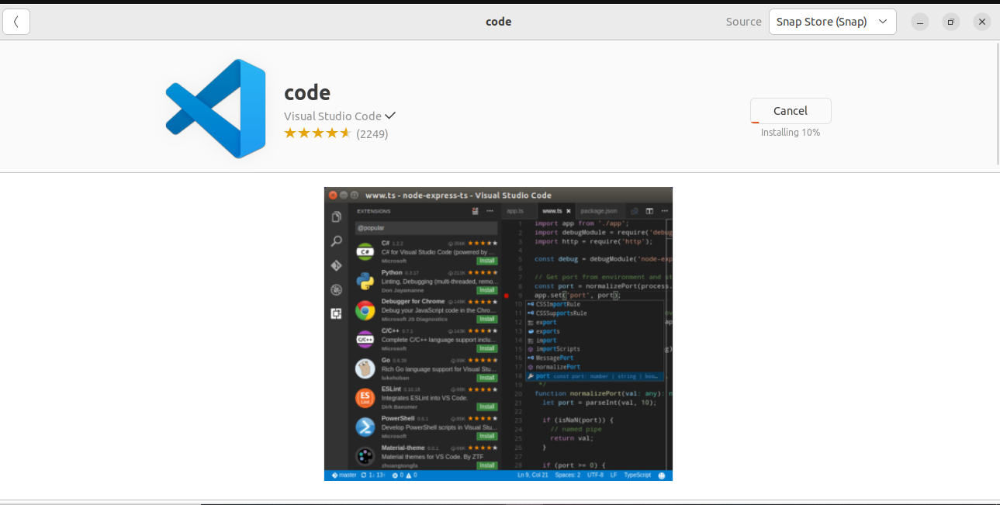 code
Source
Snap Store (Snap)
code
Visual Studio Code
(2249)
Cancel
Installing 10%
www.ts - node-express-ts - Visual Studio Code
EXTENSIONS
@popular
C# 1.2.2 356K
C# for Visual Studio Code (powered by ...
Microsoft
Install
Python 0.3.17 211K
Linting, Debugging (multi-threaded, remo...
Don Jayamanne
Install
Debugger for Chrome 148K
Debug your JavaScript code in the Chro...
Microsoft JS Diagnostics
Install
C/C++ 0.7.1 143K
Complete C/C++ language support inclu...
Microsoft
Install
Go 99K
Rich Go language support for Visual Stu...
lukehoban
Install
ESLint 0.10.18
Integrates ESLint into VS Code.
Dirk Baeumer
Install
PowerShell 0.6.1
Develop PowerShell scripts in Visual Stu...
Microsoft
Install
Material-theme
Material themes for VS Code. By ZTF
zhuangtongfa
Install
app.ts
www.ts
package.json
1 import app from './app';
2 import debugModule = require('debug
3 import http = require('http');
4
5 const debug = debugModule('node-exp
6
7 // Get port from environment and st
8 const port = normalizePort(process.
9 app.set('port', port);
10 CSSImportRule
11 CSSSupportsRule
12 export
13 exports
14 import
15 importScripts
16 MessagePort
17 normalizePort
18 port const port: number | string | boo...
19 */
20 function normalizePort(val: any): n
21 let port = parseInt(val, 10);
22
23 if (isNaN(port)) {
24 // named pipe
25 return val;
26 }
27
28 if (port >= 0) {
master 1↓ 13↑ 0 0
Ln 9, Col 21 Spaces: 2 UTF-8 LF TypeScript